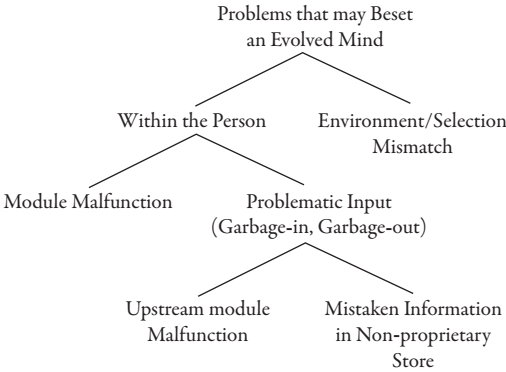 Problems that may Beset
an Evolved Mind
Within the Person
Environment/Selection
Mismatch
Module Malfunction
Problematic Input
(Garbage-in, Garbage-out)
Upstream module
Malfunction
Mistaken Information
in Non-proprietary
Store